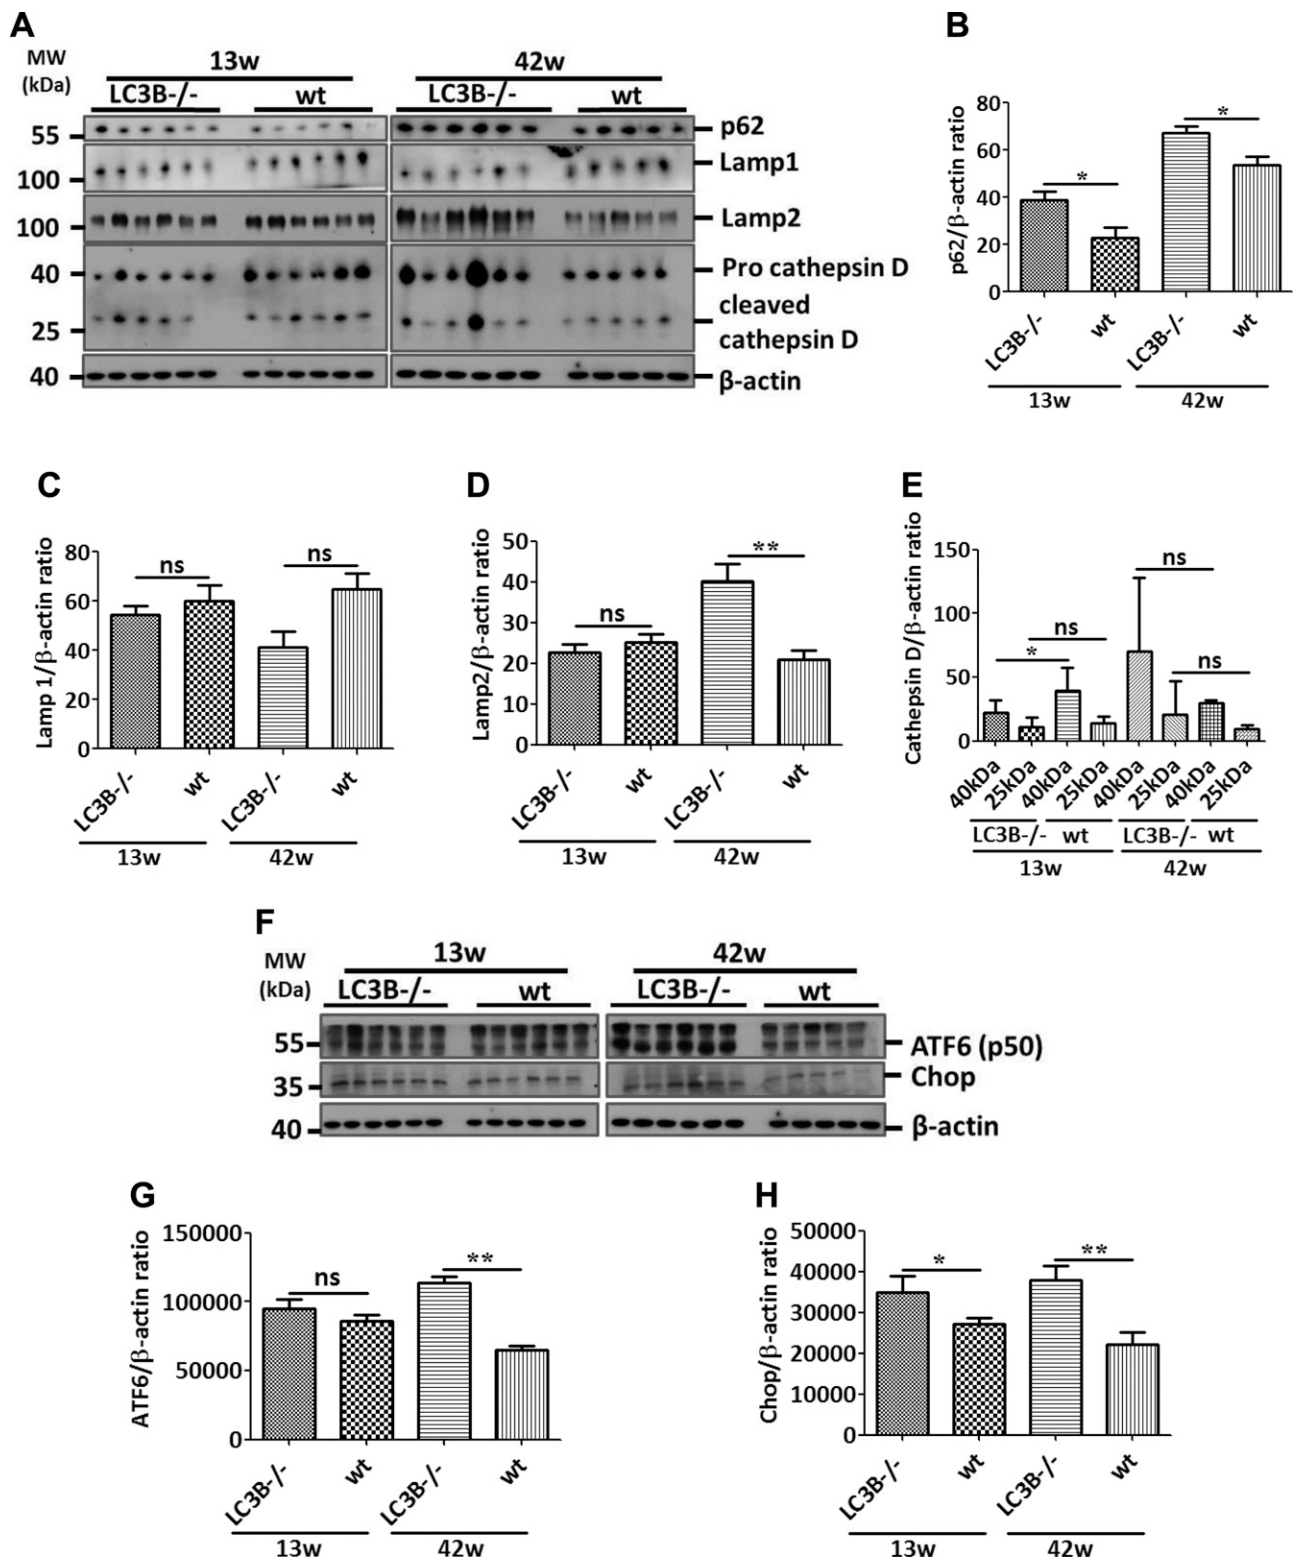 A
MW
(kDa)
13w
42w
LC3B-/-
wt
LC3B-/-
wt
55
p62
100
Lamp1
100
Lamp2
40
Pro cathepsin D
25
cleaved
cathepsin D
40
β-actin
B
p62/β-actin ratio
80
60
40
20
0
*
*
LC3B-/-
wt
LC3B-/-
wt
13w
42w
C
Lamp 1/β-actin ratio
80
60
40
20
0
ns
ns
LC3B-/-
wt
LC3B-/-
wt
13w
42w
D
Lamp2/β-actin ratio
50
40
30
20
10
0
ns
**
LC3B-/-
wt
LC3B-/-
wt
13w
42w
E
Cathepsin D/β-actin ratio
150
100
50
0
*
ns
ns
ns
40kDa
25kDa
40kDa
25kDa
40kDa
25kDa
40kDa
25kDa
LC3B-/-
wt
LC3B-/-
wt
13w
42w
F
MW
(kDa)
13w
42w
LC3B-/-
wt
LC3B-/-
wt
55
ATF6 (p50)
35
Chop
40
β-actin
G
ATF6/β-actin ratio
150000
100000
50000
0
ns
**
LC3B-/-
wt
LC3B-/-
wt
13w
42w
H
Chop/β-actin ratio
50000
40000
30000
20000
10000
0
*
**
LC3B-/-
wt
LC3B-/-
wt
13w
42w